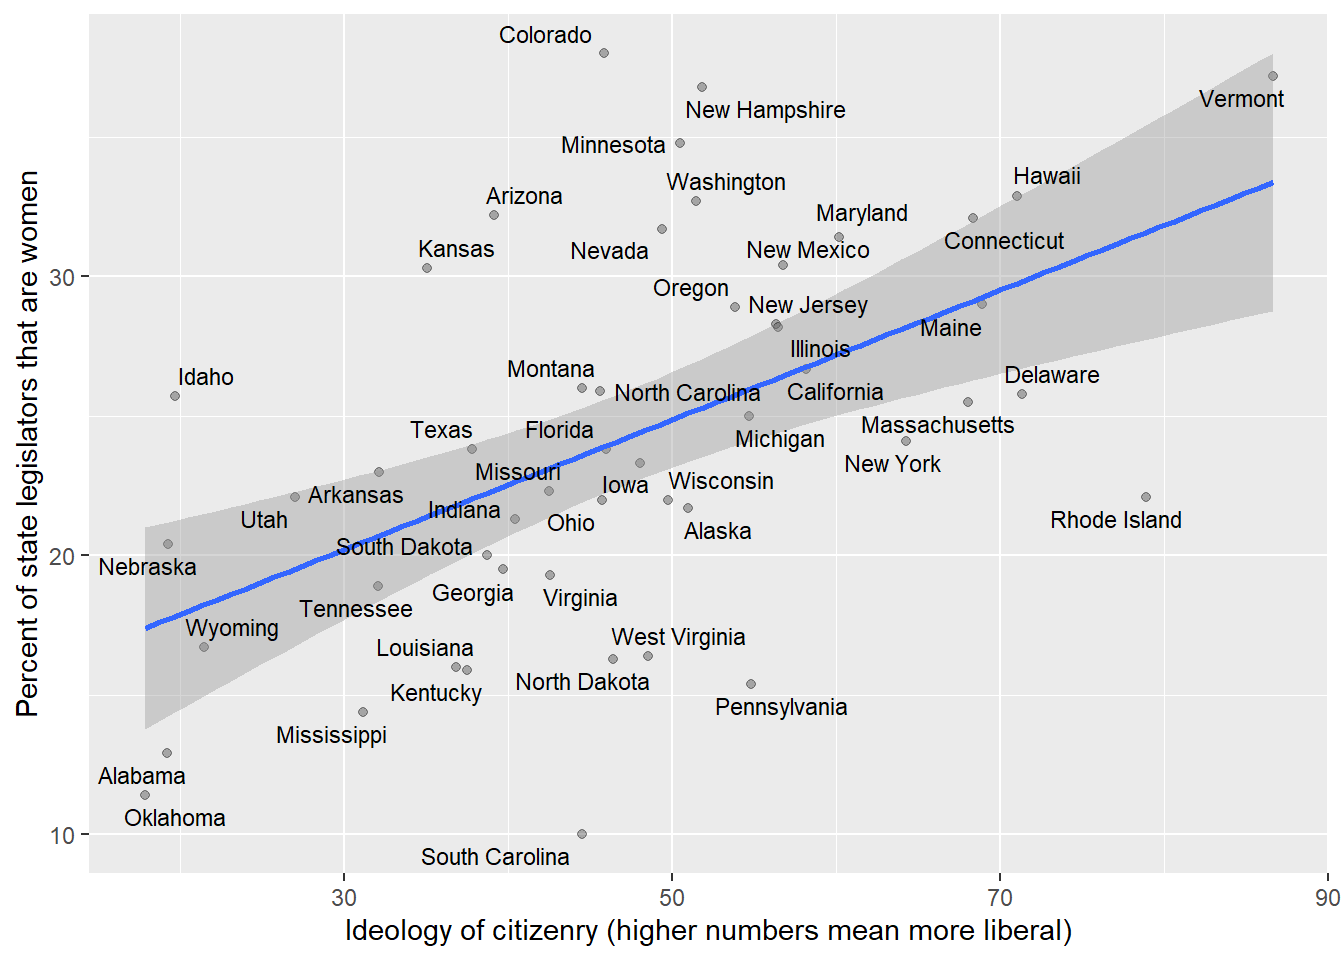 Colorado
New Hampshire
Vermont
Minnesota
Washington
Hawaii
Arizona
Maryland
Connecticut
Kansas
Nevada
New Mexico
30
Oregon
New Jersey
Maine
Illinois
Idaho
Montana
Delaware
North Carolina
California
Texas
Florida
Massachusetts
Michigan
New York
Missouri
Wisconsin
Arkansas
Iowa
Indiana
Utah
Ohio
Rhode Island
Alaska
South Dakota
20
Nebraska
Georgia
Virginia
Tennessee
Wyoming
West Virginia
Louisiana
North Dakota
Kentucky
Pennsylvania
Mississippi
Alabama
Oklahoma
10
South Carolina
30 50 70 90
Percent of state legislators that are women
Ideology of citizenry (higher numbers mean more liberal)